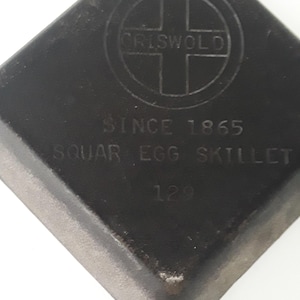 GRISWOLD
SINCE 1865
SQUAR EGG SKILLET
129